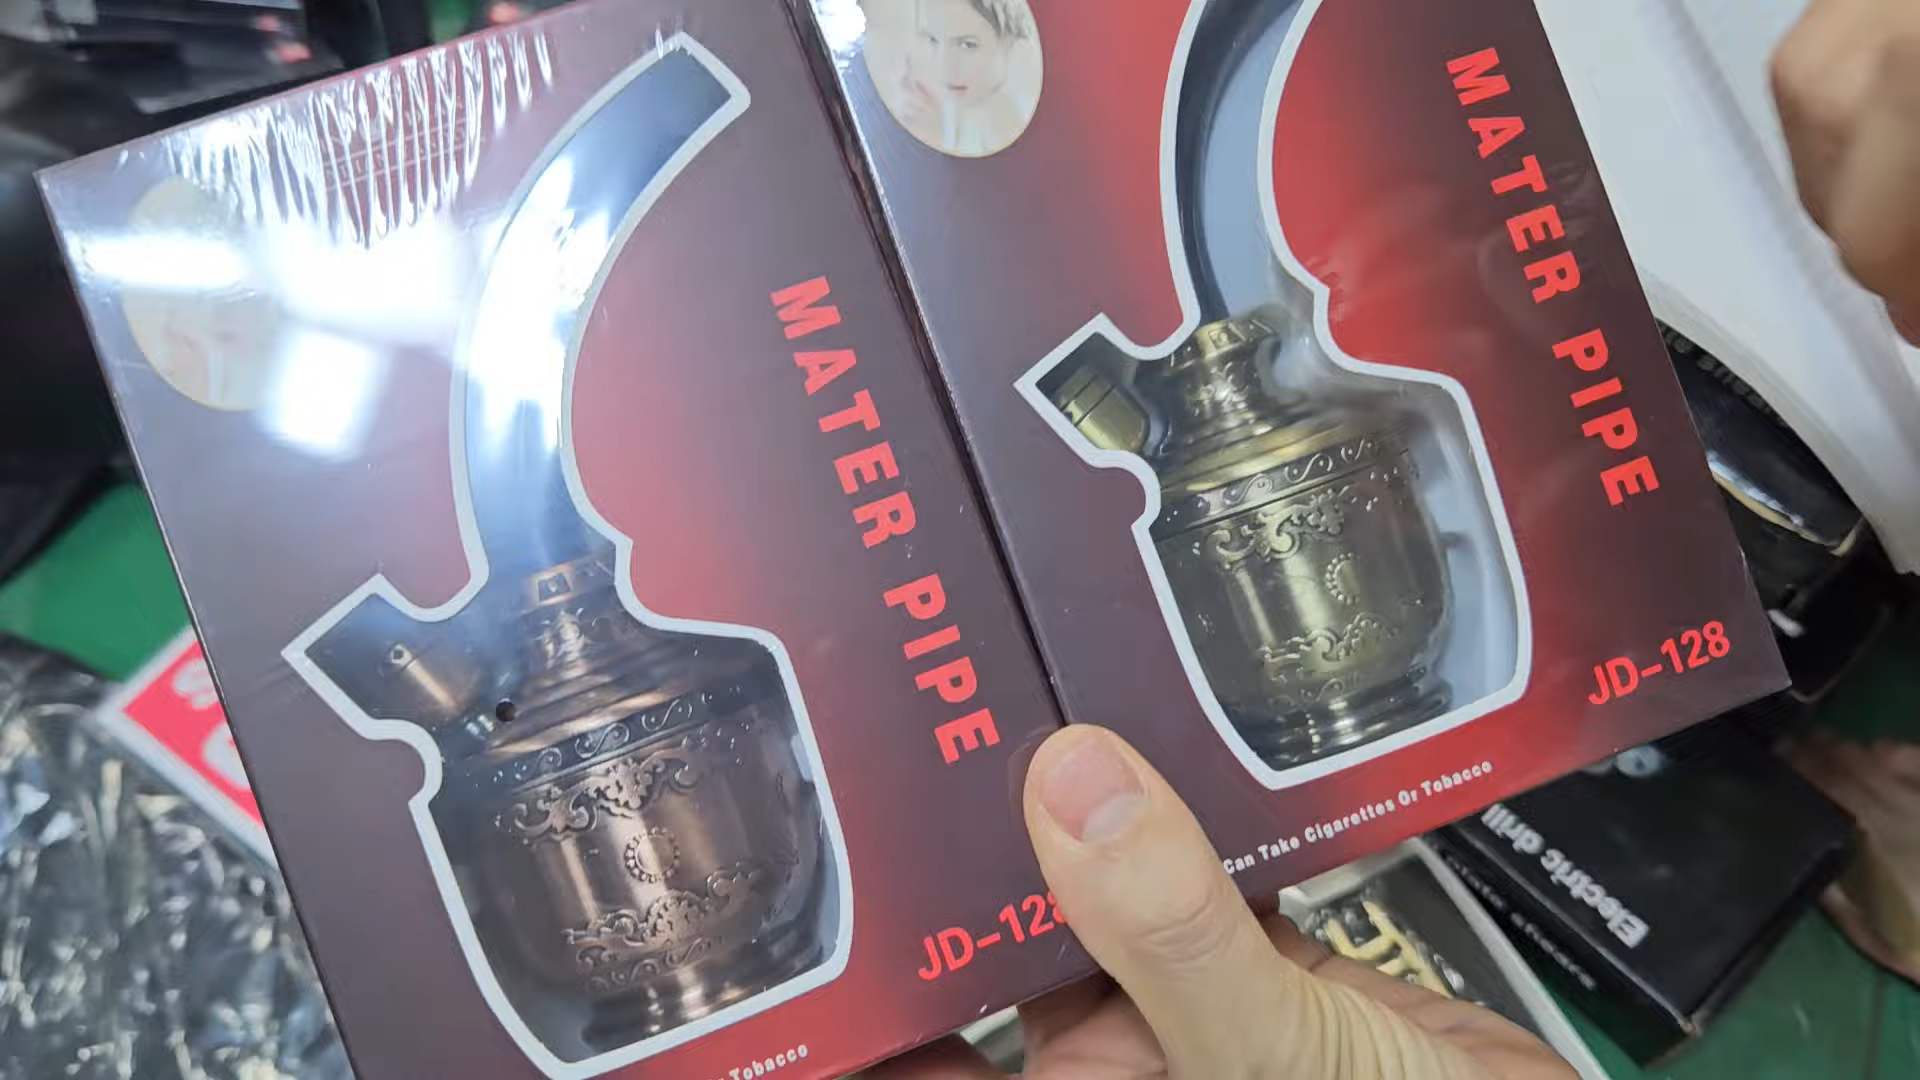 MATER PIPE
JD-128
Tobacco
MATER PIPE
JD-128
Can Take Cigarettes Or Tobacco
Electric drill